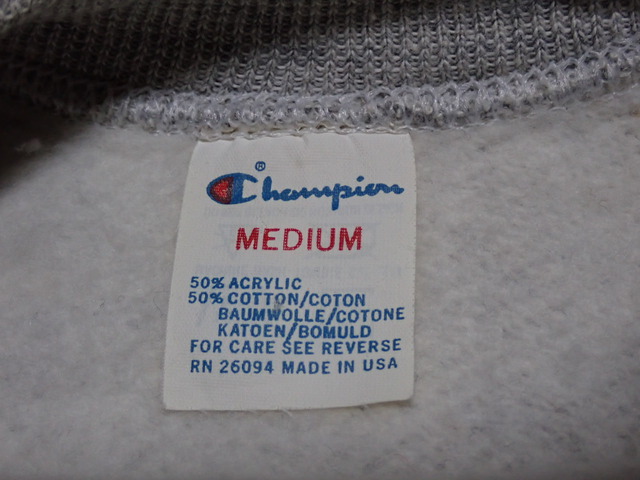 ®
Champion
MEDIUM
50% ACRYLIC
50% COTTON/COTON
BAUMWOLLE/COTONE
KATOEN/BOMULD
FOR CARE SEE REVERSE
RN 26094 MADE IN USA